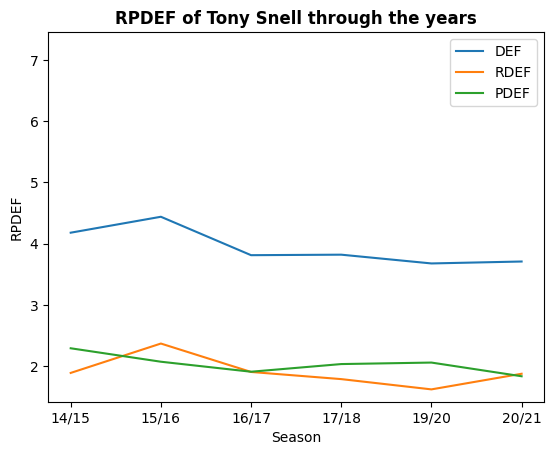 RPDEF of Tony Snell through the years
DEF
RDEF
PDEF
7
6
5
4
3
2
RPDEF
14/15 15/16 16/17 17/18 19/20 20/21
Season